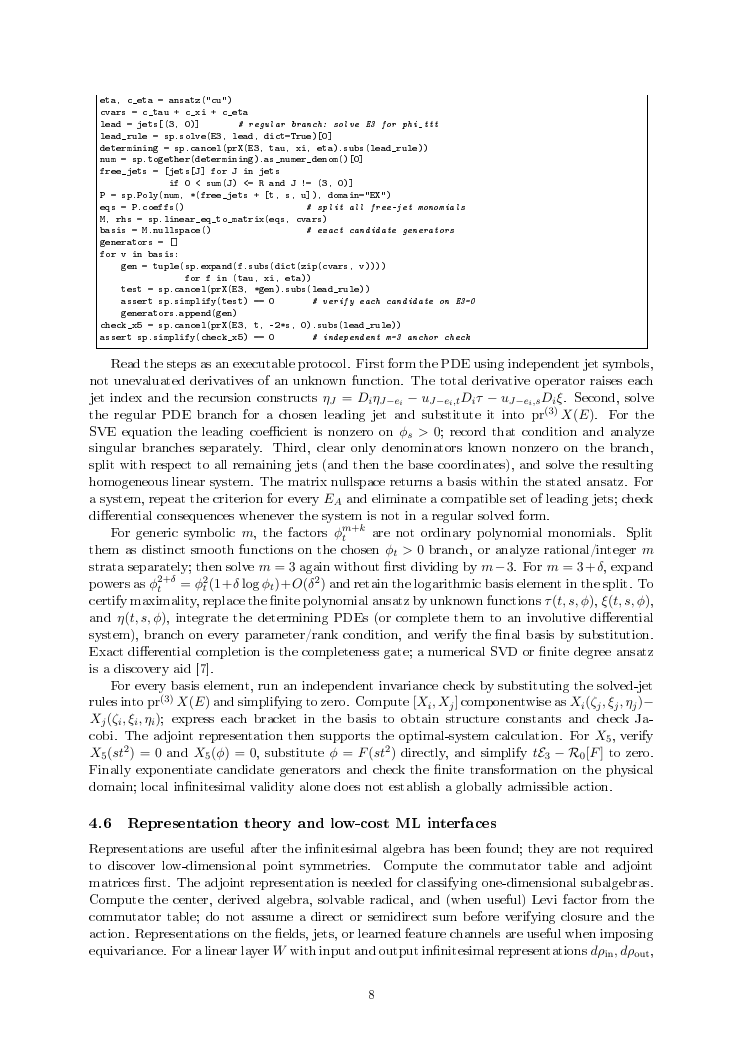 eta, c_eta = ansatz("cu")
cvars = c_tau + c_xi + c_eta
lead = jets[(3, 0)]      # regular branch: solve E3 for phi_ttt
lead_rule = sp.solve(E3, lead, dict=True)[0]
determining = sp.cancel(prX(E3, tau, xi, eta).subs(lead_rule))
num = sp.together(determining).as_numer_denom()[0]
free_jets = [jets[J] for J in jets
             if 0 < sum(J) <= R and J != (3, 0)]
P = sp.Poly(num, *(free_jets + [t, s, u]), domain="EX")
eqs = P.coeffs()                       # split all free-jet monomials
M, rhs = sp.linear_eq_to_matrix(eqs, cvars)
basis = M.nullspace()                  # exact candidate generators
generators = []
for v in basis:
    gen = tuple(sp.expand(f.subs(dict(zip(cvars, v))))
                for f in (tau, xi, eta))
    test = sp.cancel(prX(E3, *gen).subs(lead_rule))
    assert sp.simplify(test) == 0       # verify each candidate on E3=0
    generators.append(gen)
check_x5 = sp.cancel(prX(E3, t, -2*s, 0).subs(lead_rule))
assert sp.simplify(check_x5) == 0       # independent m=3 anchor check
Read the steps as an executable protocol. First form the PDE using independent jet symbols,
not unevaluated derivatives of an unknown function. The total derivative operator raises each
jet index and the recursion constructs η_J = D_iη_{J−e_i} − u_{J−e_i,t}D_iτ − u_{J−e_i,s}D_iξ. Second, solve
the regular PDE branch for a chosen leading jet and substitute it into pr^{(3)} X(E). For the
SVE equation the leading coefficient is nonzero on ϕ_s > 0; record that condition and analyze
singular branches separately. Third, clear only denominators known nonzero on the branch,
split with respect to all remaining jets (and then the base coordinates), and solve the resulting
homogeneous linear system. The matrix nullspace returns a basis within the stated ansatz. For
a system, repeat the criterion for every E_A and eliminate a compatible set of leading jets; check
differential consequences whenever the system is not in a regular solved form.
For generic symbolic m, the factors ϕ_t^{m+k} are not ordinary polynomial monomials. Split
them as distinct smooth functions on the chosen ϕ_t > 0 branch, or analyze rational/integer m
strata separately; then solve m = 3 again without first dividing by m−3. For m = 3+δ, expand
powers as ϕ_t^{2+δ} = ϕ_t^2(1+δ log ϕ_t)+O(δ^2) and retain the logarithmic basis element in the split. To
certify maximality, replace the finite polynomial ansatz by unknown functions τ(t, s, ϕ), ξ(t, s, ϕ),
and η(t, s, ϕ), integrate the determining PDEs (or complete them to an involutive differential
system), branch on every parameter/rank condition, and verify the final basis by substitution.
Exact differential completion is the completeness gate; a numerical SVD or finite degree ansatz
is a discovery aid [7].
For every basis element, run an independent invariance check by substituting the solved-jet
rules into pr^{(3)} X(E) and simplifying to zero. Compute [X_i, X_j] componentwise as X_i(ζ_j, ξ_j, η_j)−
X_j(ζ_i, ξ_i, η_i); express each bracket in the basis to obtain structure constants and check Ja-
cobi. The adjoint representation then supports the optimal-system calculation. For X_5, verify
X_5(st^2) = 0 and X_5(ϕ) = 0, substitute ϕ = F(st^2) directly, and simplify tℰ_3 − ℛ_0[F] to zero.
Finally exponentiate candidate generators and check the finite transformation on the physical
domain; local infinitesimal validity alone does not establish a globally admissible action.
4.6 Representation theory and low-cost ML interfaces
Representations are useful after the infinitesimal algebra has been found; they are not required
to discover low-dimensional point symmetries. Compute the commutator table and adjoint
matrices first. The adjoint representation is needed for classifying one-dimensional subalgebras.
Compute the center, derived algebra, solvable radical, and (when useful) Levi factor from the
commutator table; do not assume a direct or semidirect sum before verifying closure and the
action. Representations on the fields, jets, or learned feature channels are useful when imposing
equivariance. For a linear layer W with input and output infinitesimal representations dρ_in, dρ_out,
8